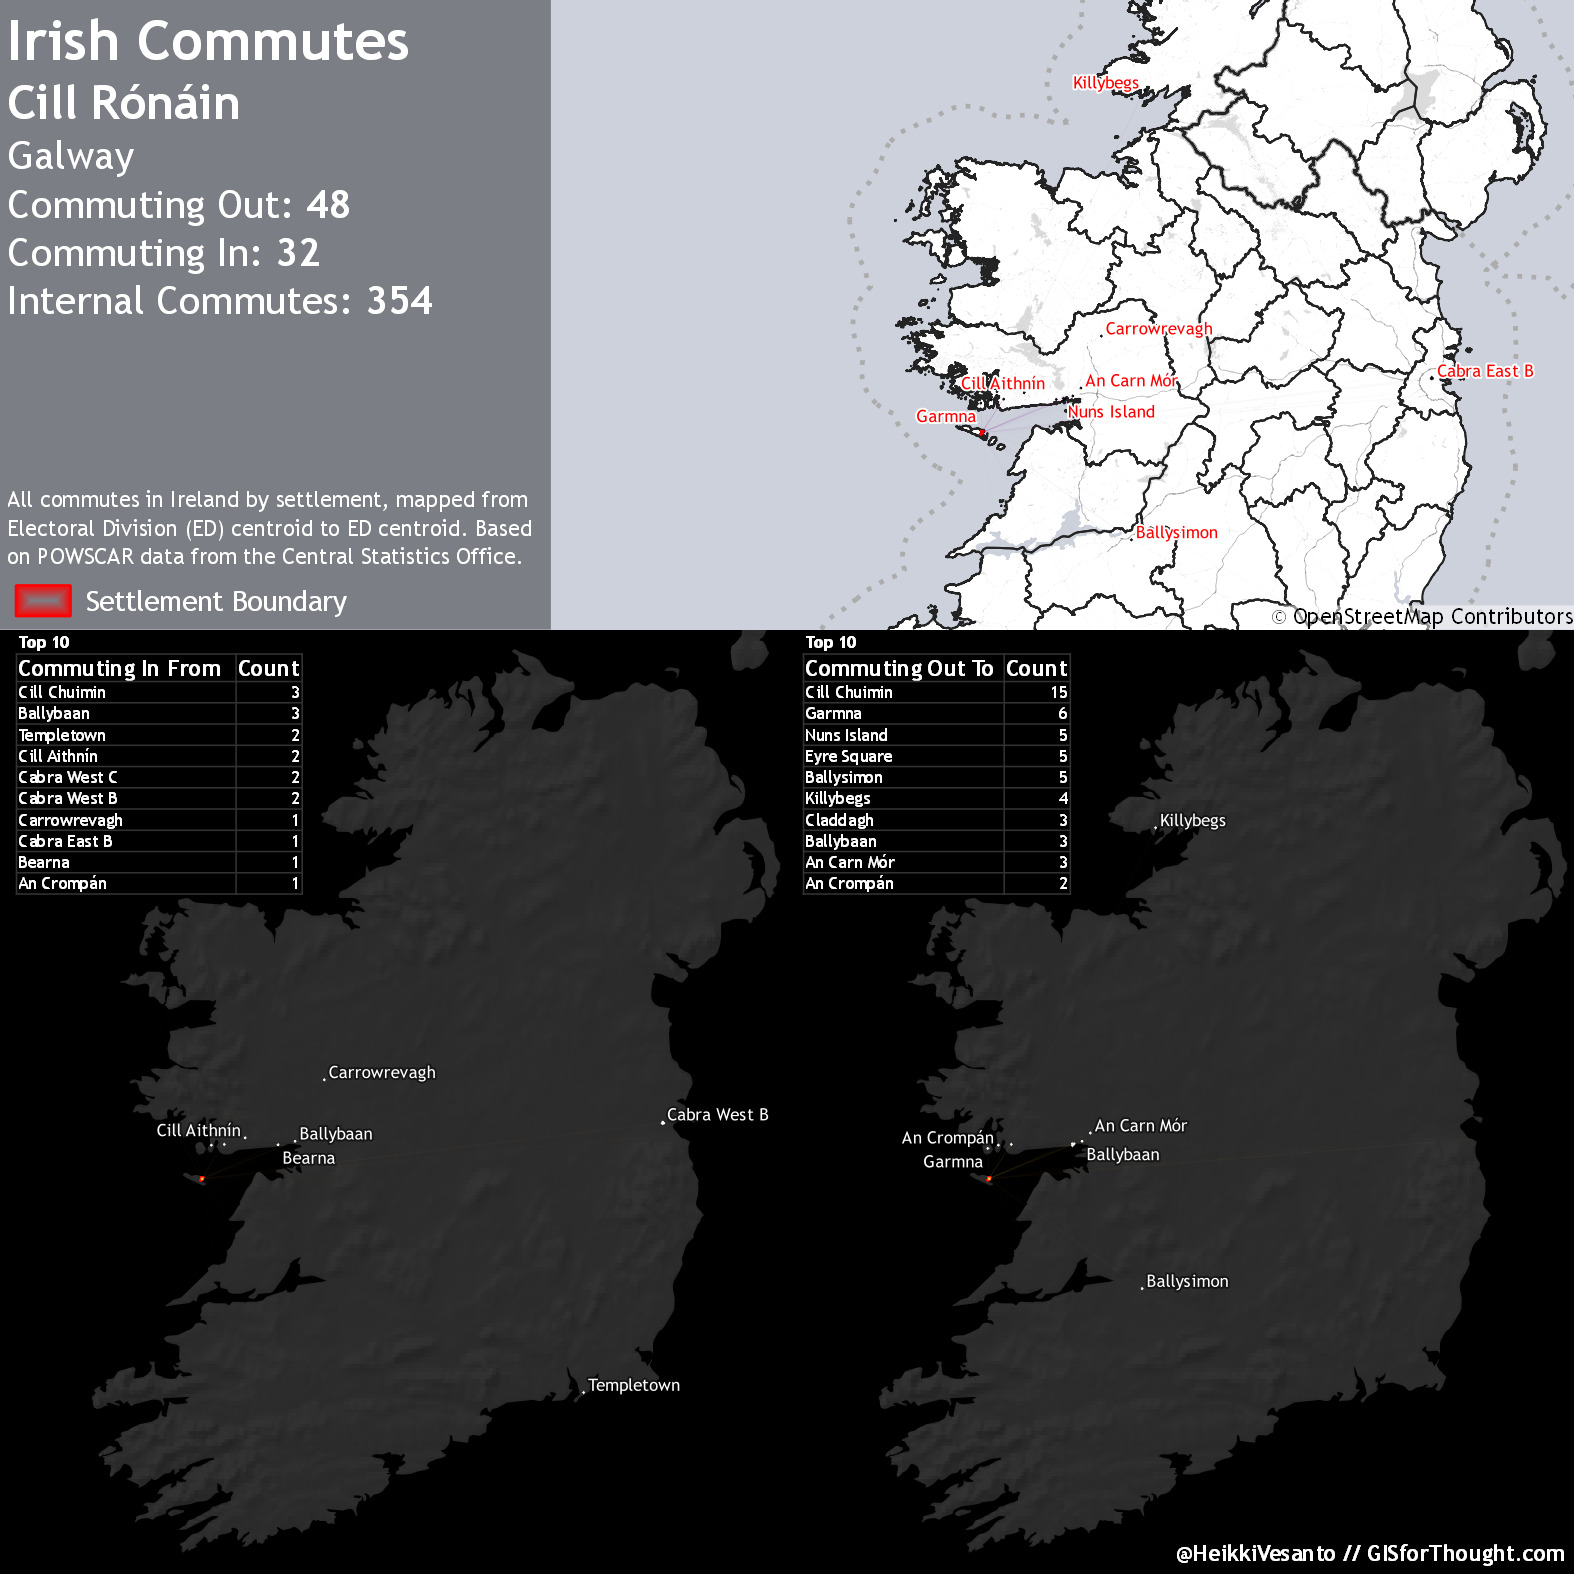 Irish Commutes
Cill Rónáin
Galway
Commuting Out: 48
Commuting In: 32
Internal Commutes: 354
All commutes in Ireland by settlement, mapped from
Electoral Division (ED) centroid to ED centroid. Based
on POWSCAR data from the Central Statistics Office.
Settlement Boundary
Killybegs
Carrowrevagh
Cabra East B
Cill Aithnín
An Carn Mór
Garmna
Nuns Island
Ballysimon
© OpenStreetMap Contributors
Top 10
Commuting In From Count
Cill Chuimin 3
Ballybaan 3
Templetown 2
Cill Aithnín 2
Cabra West C 2
Cabra West B 2
Carrowrevagh 1
Cabra East B 1
Bearna 1
An Crompán 1
Carrowrevagh
Cabra West B
Cill Aithnín
Ballybaan
Bearna
Templetown
Top 10
Commuting Out To Count
Cill Chuimin 15
Garmna 6
Nuns Island 5
Eyre Square 5
Ballysimon 5
Killybegs 4
Claddagh 3
Ballybaan 3
An Carn Mór 3
An Crompán 2
Killybegs
An Carn Mór
An Crompán
Ballybaan
Garmna
Ballysimon
@HeikkiVesanto // GISforThought.com